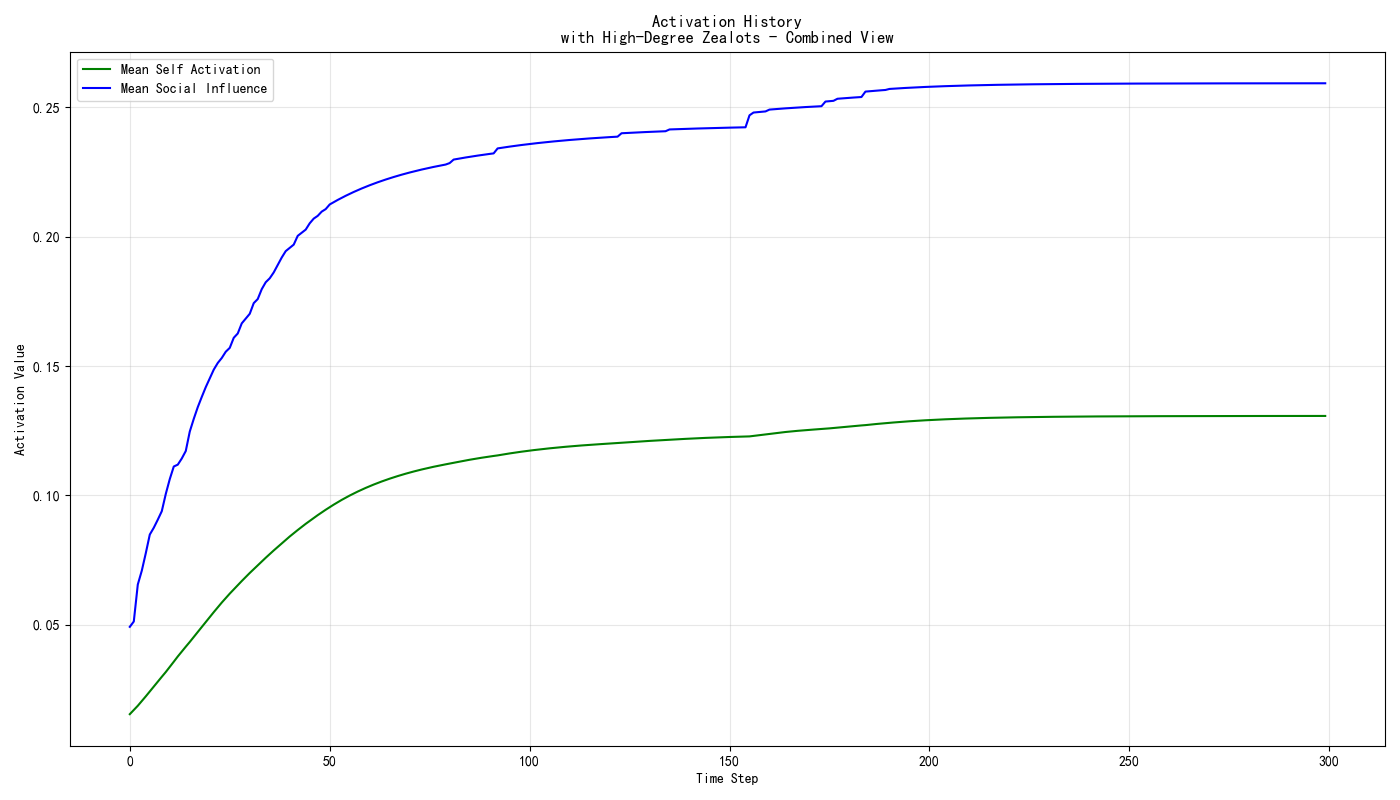 Activation History
with High-Degree Zealots - Combined View
Mean Self Activation
Mean Social Influence
Activation Value
0.25
0.20
0.15
0.10
0.05
0
50
100
150
200
250
300
Time Step